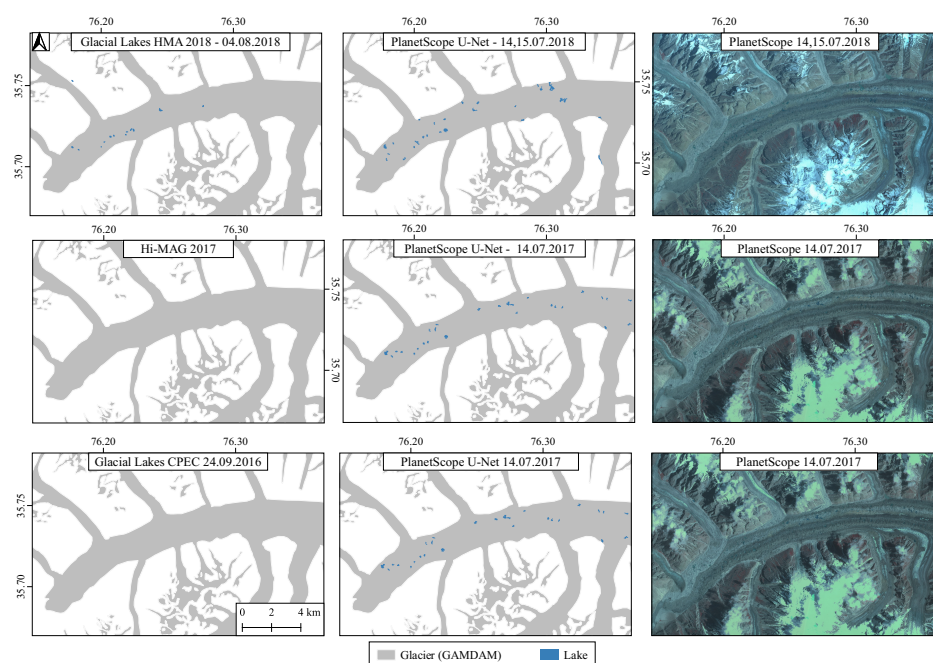 76.20 76.30 76.20 76.30 76.20 76.30
Glacial Lakes HMA 2018 - 04.08.2018
PlanetScope U-Net - 14,15.07.2018
PlanetScope 14,15.07.2018
35.75
35.70
35.75
35.70
76.20 76.30 76.20 76.30 76.20 76.30
Hi-MAG 2017
PlanetScope U-Net - 14.07.2017
PlanetScope 14.07.2017
35.75
35.70
76.20 76.30 76.20 76.30 76.20 76.30
Glacial Lakes CPEC 24.09.2016
PlanetScope U-Net 14.07.2017
PlanetScope 14.07.2017
35.75
35.70
0 2 4 km
Glacier (GAMDAM) Lake